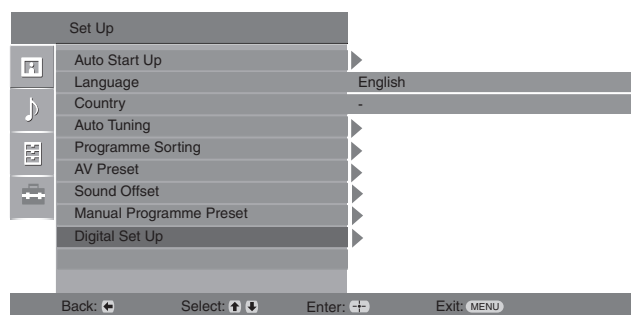 Set Up
Auto Start Up
Language English
Country -
Auto Tuning
Programme Sorting
AV Preset
Sound Offset
Manual Programme Preset
Digital Set Up
Back: Select: Enter: Exit: MENU